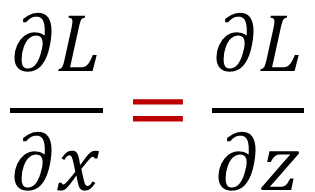 ∂L/∂x = ∂L/∂z